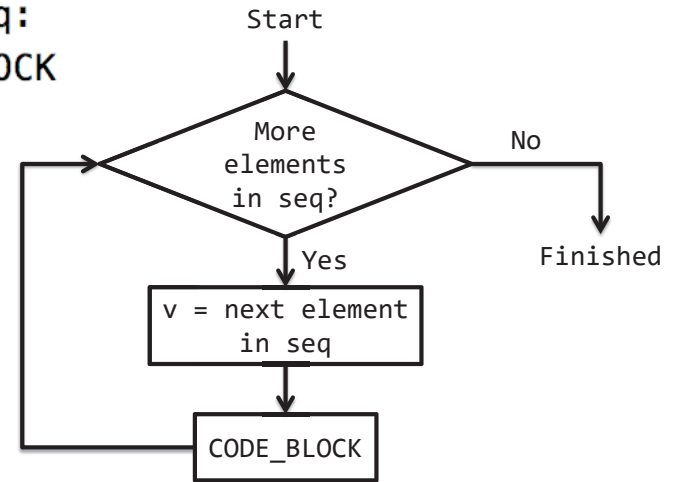 q:
OCK
Start
More
elements
in seq?
No
Finished
Yes
v = next element
in seq
CODE_BLOCK